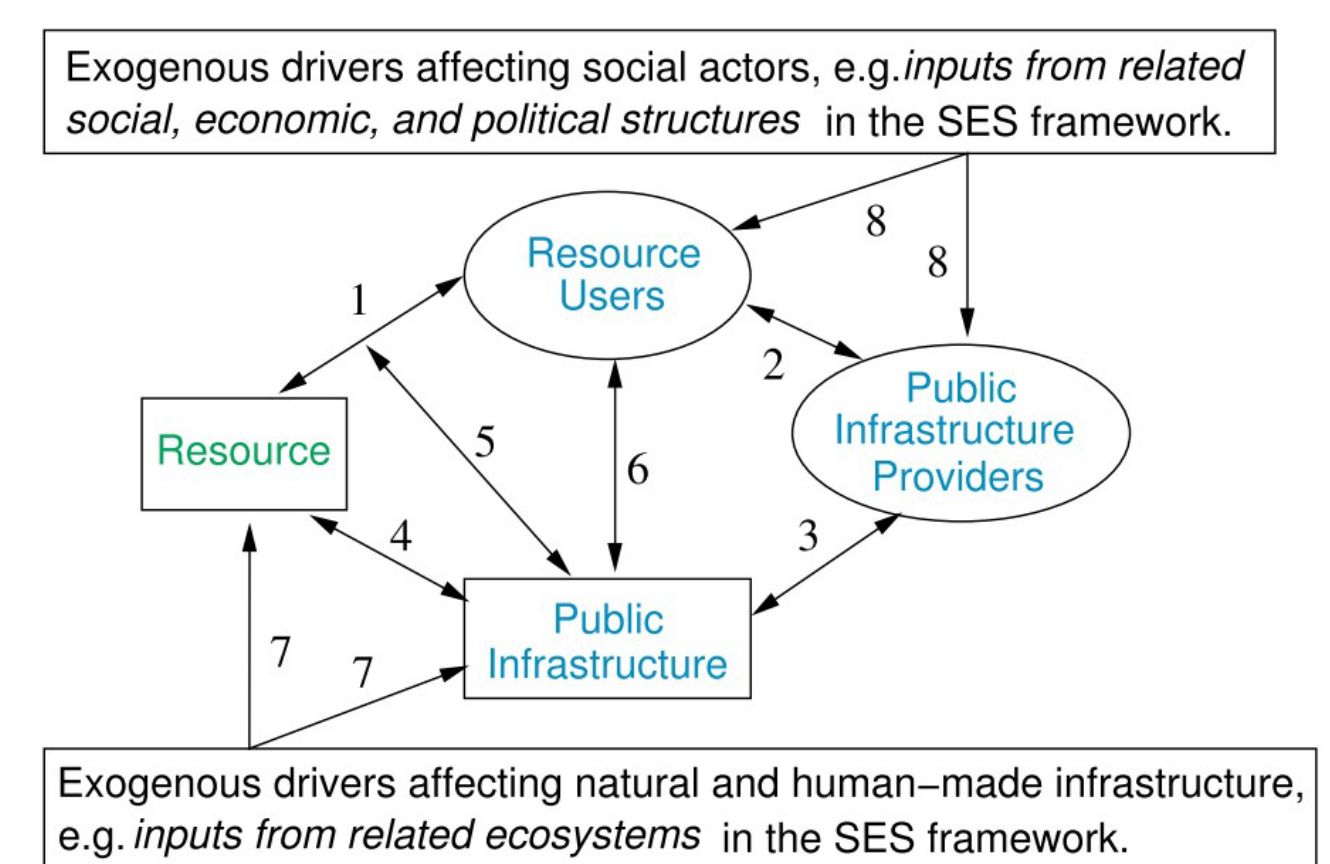 Exogenous drivers affecting social actors, e.g. inputs from related
social, economic, and political structures in the SES framework.
8
Resource
Users
8
1
2
Public
Infrastructure
Providers
Resource
5
6
4
3
Public
Infrastructure
7
7
Exogenous drivers affecting natural and human−made infrastructure,
e.g. inputs from related ecosystems in the SES framework.